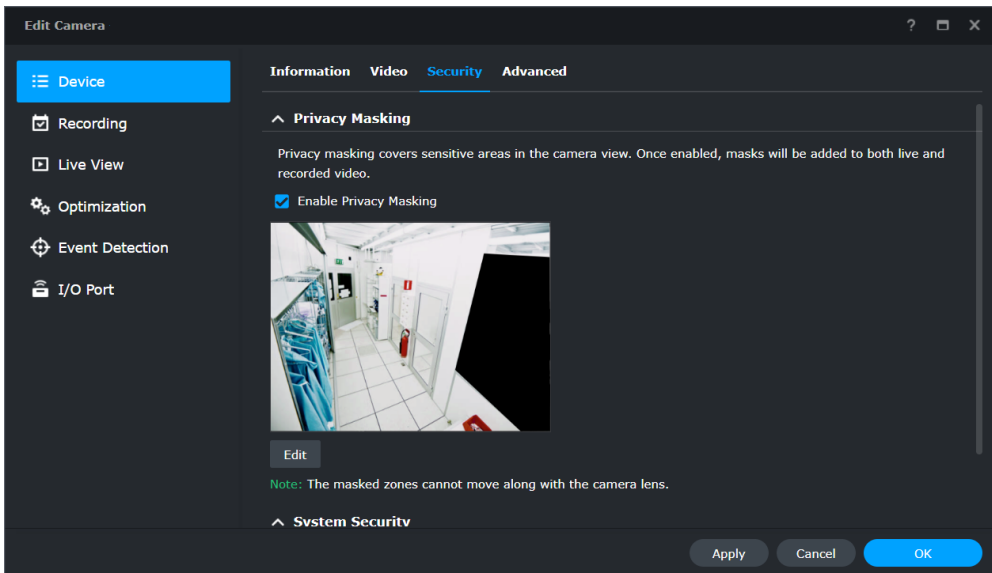 Edit Camera
?
Device
Recording
Live View
Optimization
Event Detection
I/O Port
Information Video Security Advanced
Privacy Masking
Privacy masking covers sensitive areas in the camera view. Once enabled, masks will be added to both live and
recorded video.
Enable Privacy Masking
Edit
Note: The masked zones cannot move along with the camera lens.
System Security
Apply Cancel OK